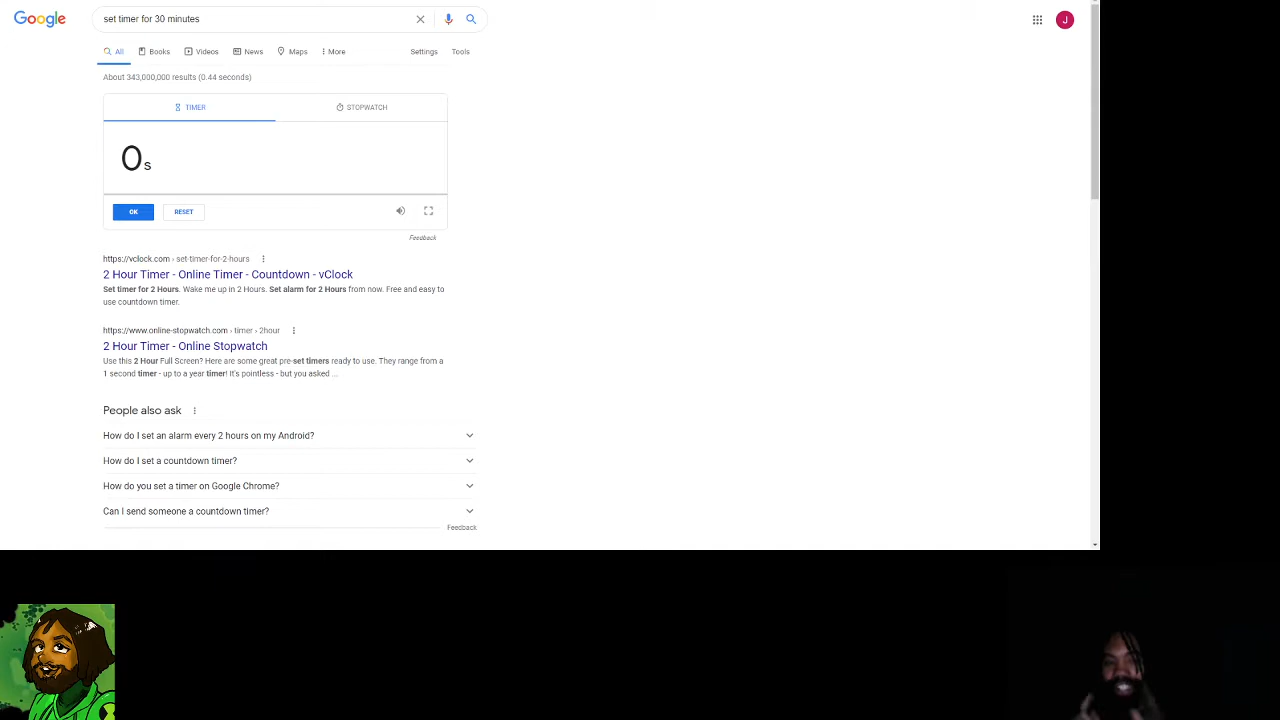 Google
set timer for 30 minutes
J
All
Books
Videos
News
Maps
More
Settings
Tools
About 343,000,000 results (0.44 seconds)
TIMER
STOPWATCH
0s
OK
RESET
Feedback
https://vclock.com › set-timer-for-2-hours
2 Hour Timer - Online Timer - Countdown - vClock
Set timer for 2 Hours. Wake me up in 2 Hours. Set alarm for 2 Hours from now. Free and easy to
use countdown timer.
https://www.online-stopwatch.com › timer › 2hour
2 Hour Timer - Online Stopwatch
Use this 2 Hour Full Screen? Here are some great pre-set timers ready to use. They range from a
1 second timer - up to a year timer! It's pointless - but you asked ...
People also ask
How do I set an alarm every 2 hours on my Android?
How do I set a countdown timer?
How do you set a timer on Google Chrome?
Can I send someone a countdown timer?
Feedback